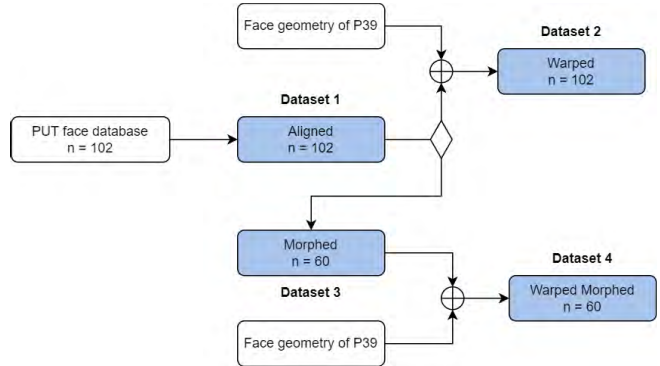 Face geometry of P39
Dataset 2
Warped
n = 102
Dataset 1
PUT face database
n = 102
Aligned
n = 102
Morphed
n = 60
Dataset 3
Dataset 4
Warped Morphed
n = 60
Face geometry of P39